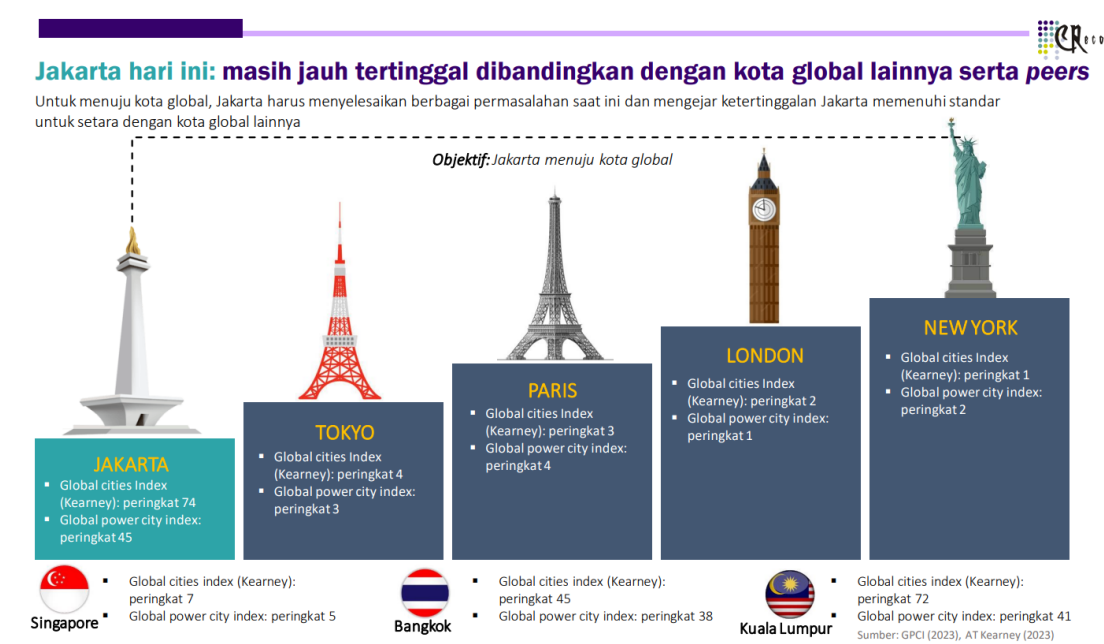 CReco
Jakarta hari ini: masih jauh tertinggal dibandingkan dengan kota global lainnya serta peers
Untuk menuju kota global, Jakarta harus menyelesaikan berbagai permasalahan saat ini dan mengejar ketertinggalan Jakarta memenuhi standar
untuk setara dengan kota global lainnya
Objektif: Jakarta menuju kota global
JAKARTA
▪ Global cities Index
(Kearney): peringkat 74
▪ Global power city index:
peringkat 45
TOKYO
▪ Global cities Index
(Kearney): peringkat 4
▪ Global power city index:
peringkat 3
PARIS
▪ Global cities Index
(Kearney): peringkat 3
▪ Global power city index:
peringkat 4
LONDON
▪ Global cities Index
(Kearney): peringkat 2
▪ Global power city index:
peringkat 1
NEW YORK
▪ Global cities Index
(Kearney): peringkat 1
▪ Global power city index:
peringkat 2
Singapore
▪ Global cities index (Kearney):
peringkat 7
▪ Global power city index: peringkat 5
Bangkok
▪ Global cities index (Kearney):
peringkat 45
▪ Global power city index: peringkat 38
Kuala Lumpur
▪ Global cities index (Kearney):
peringkat 72
▪ Global power city index: peringkat 41
Sumber: GPCI (2023), AT Kearney (2023)